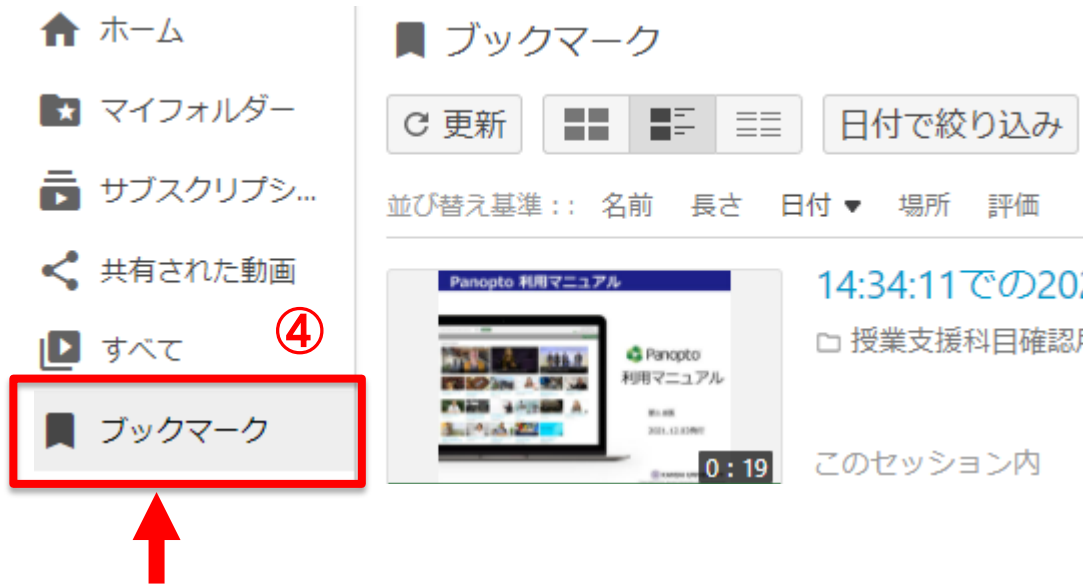 ホーム
マイフォルダー
サブスクリプシ...
共有された動画
すべて
④
ブックマーク
ブックマーク
更新
日付で絞り込み
並び替え基準 : : 名前 長さ 日付 ▼ 場所 評価
Panopto 利用マニュアル
Panopto
利用マニュアル
0 : 19
14:34:11での202
授業支援科目確認用
このセッション内